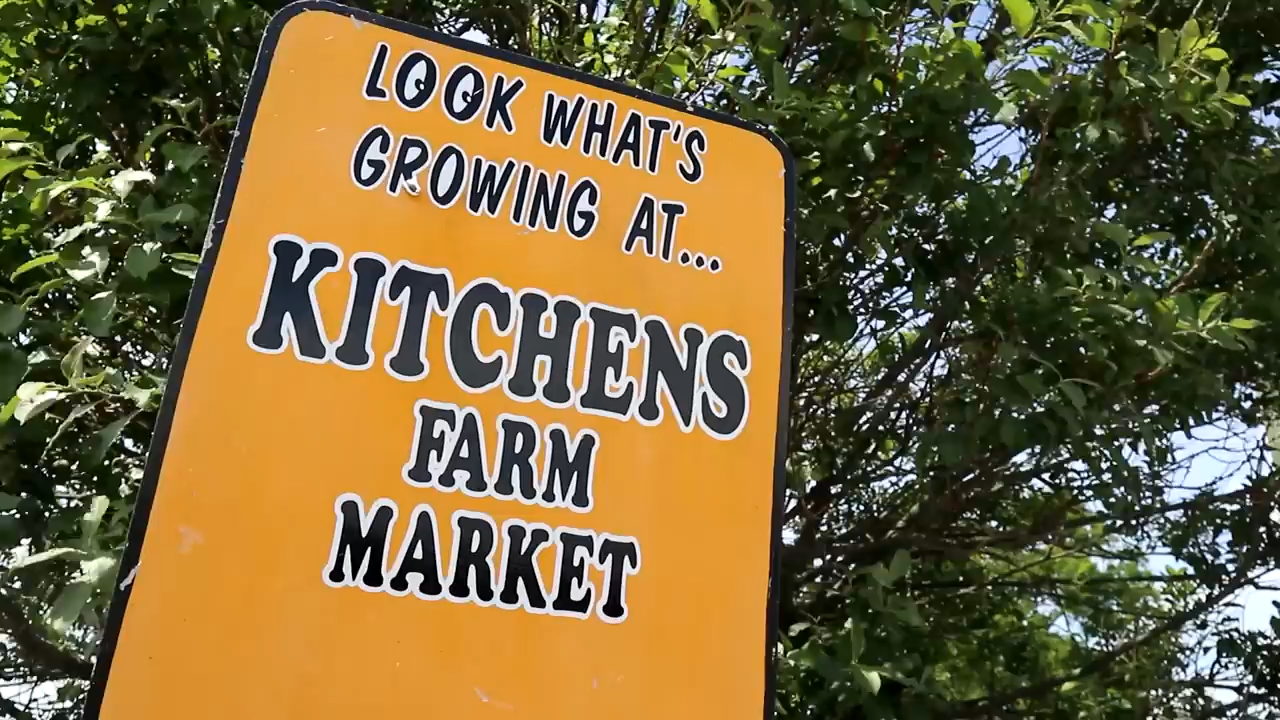 LOOK WHAT'S
GROWING AT...
KITCHENS
FARM
MARKET